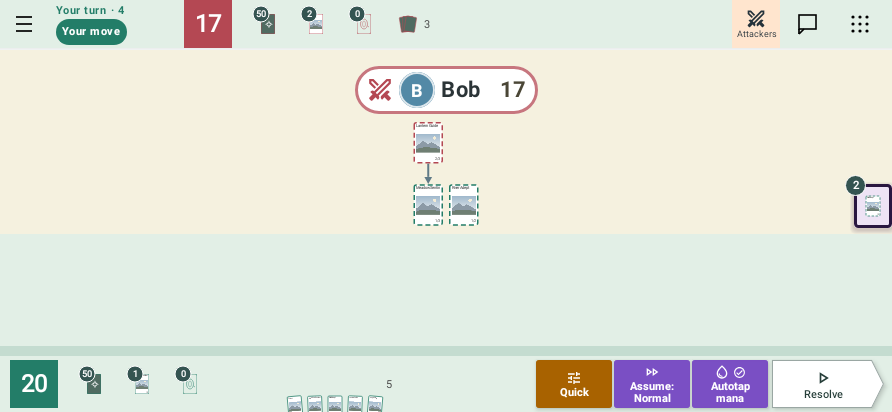 Your turn · 4
Your move
17
50
2
0
3
Attackers
B
Bob
17
2
20
50
1
0
5
Quick
Assume:
Normal
Autotap
mana
Resolve